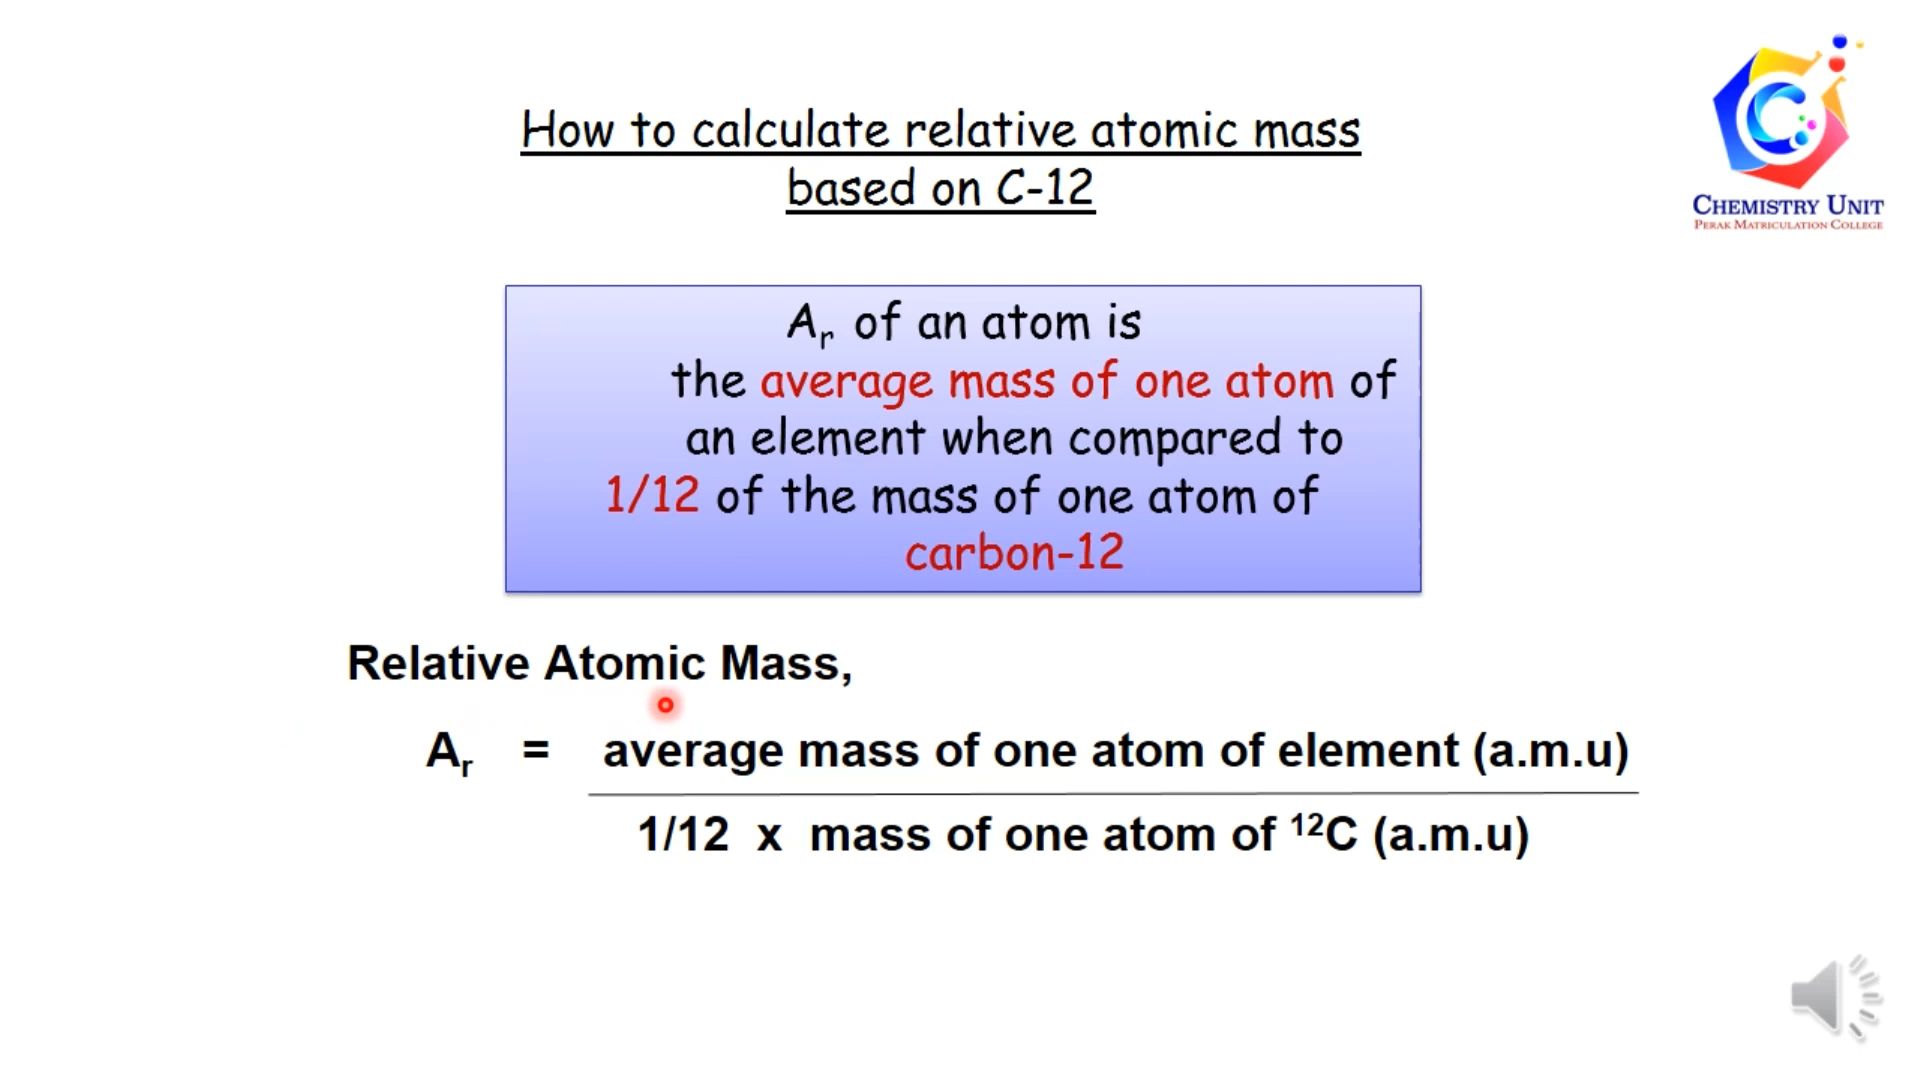 How to calculate relative atomic mass
based on C-12
CHEMISTRY UNIT
PERAK MATRICULATION COLLEGE
Ar of an atom is
the average mass of one atom of
an element when compared to
1/12 of the mass of one atom of
carbon-12
Relative Atomic Mass,
Ar = average mass of one atom of element (a.m.u)
1/12 x mass of one atom of ¹²C (a.m.u)